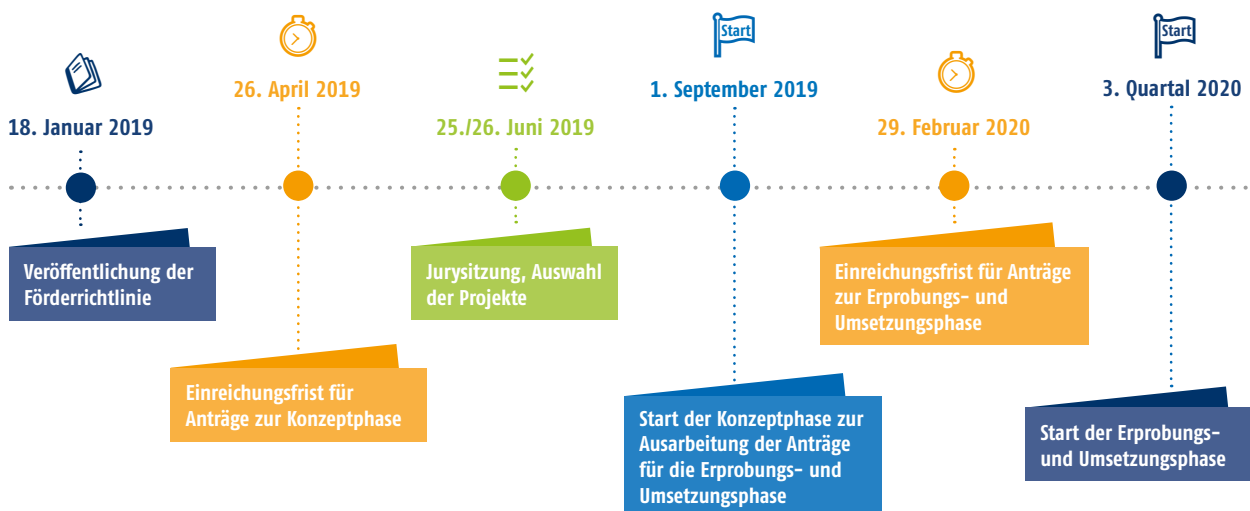 Start
Start
26. April 2019
1. September 2019
3. Quartal 2020
18. Januar 2019
25./26. Juni 2019
29. Februar 2020
Veröffentlichung der
Förderrichtlinie
Jurysitzung, Auswahl
der Projekte
Einreichungsfrist für Anträge
zur Erprobungs- und
Umsetzungsphase
Einreichungsfrist für
Anträge zur Konzeptphase
Start der Konzeptphase zur
Ausarbeitung der Anträge
für die Erprobungs- und
Umsetzungsphase
Start der Erprobungs-
und Umsetzungsphase